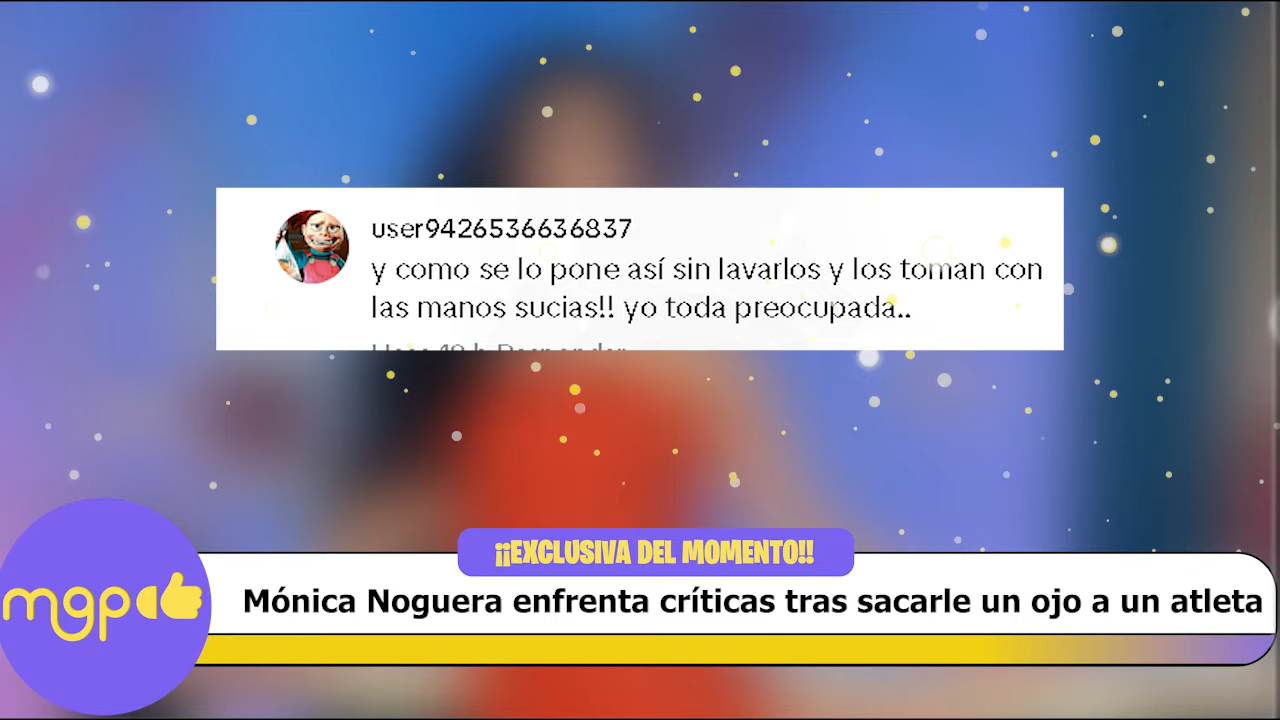 user9426536636837
y como se lo pone así sin lavarlos y los toman con
las manos sucias!! yo toda preocupada..
¡¡EXCLUSIVA DEL MOMENTO!!
mgp
Mónica Noguera enfrenta críticas tras sacarle un ojo a un atleta